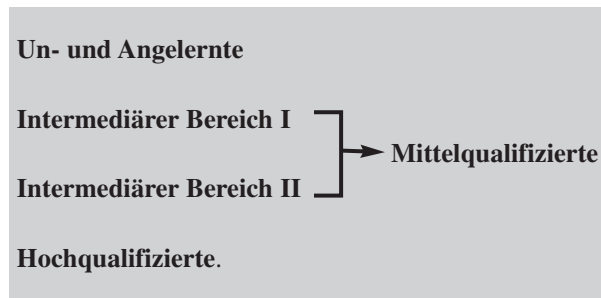 Un- und Angelernte
Intermediärer Bereich I
Mittelqualifizierte
Intermediärer Bereich II
Hochqualifizierte.